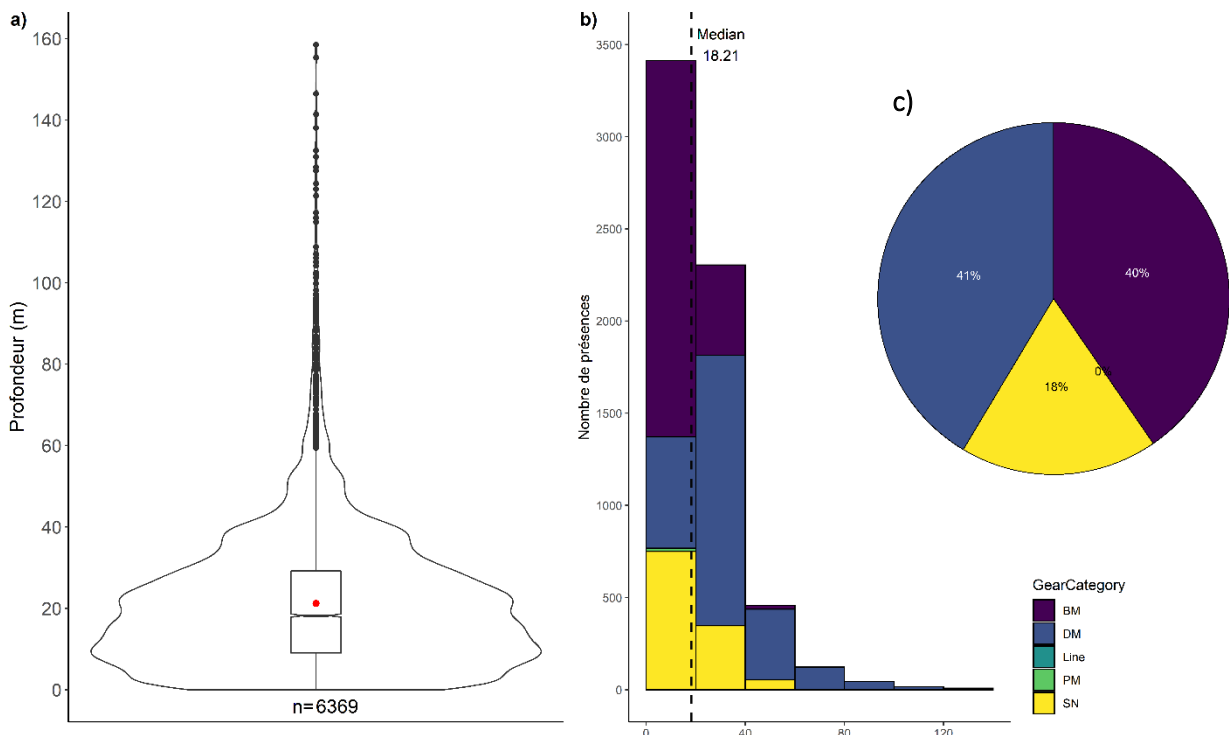 a)
160
140
120
100
80
60
40
20
0
Profondeur (m)
n=6369
b)
Median
18.21
3500
3000
2500
2000
1500
1000
500
0
Nombre de présences
0
40
80
120
c)
41%
40%
0%
18%
GearCategory
BM
DM
Line
PM
SN